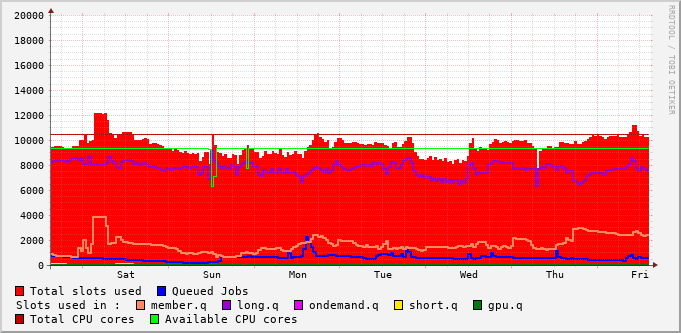 20000
18000
16000
14000
12000
10000
8000
6000
4000
2000
0
Sat Sun Mon Tue Wed Thu Fri
RRDTOOL / TOBI OETIKER
Total slots used Queued Jobs
Slots used in : member.q long.q ondemand.q short.q gpu.q
Total CPU cores Available CPU cores